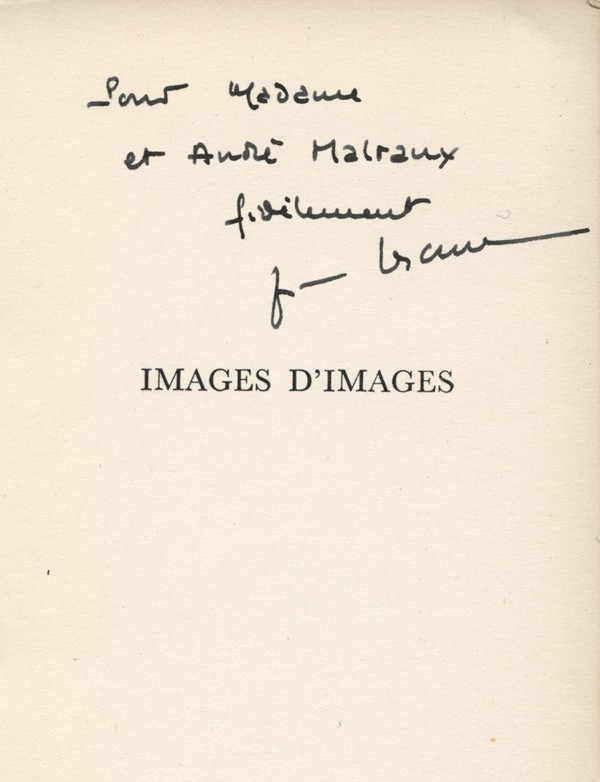 Pour Madame
et André Malraux
fidèlement
IMAGES D'IMAGES